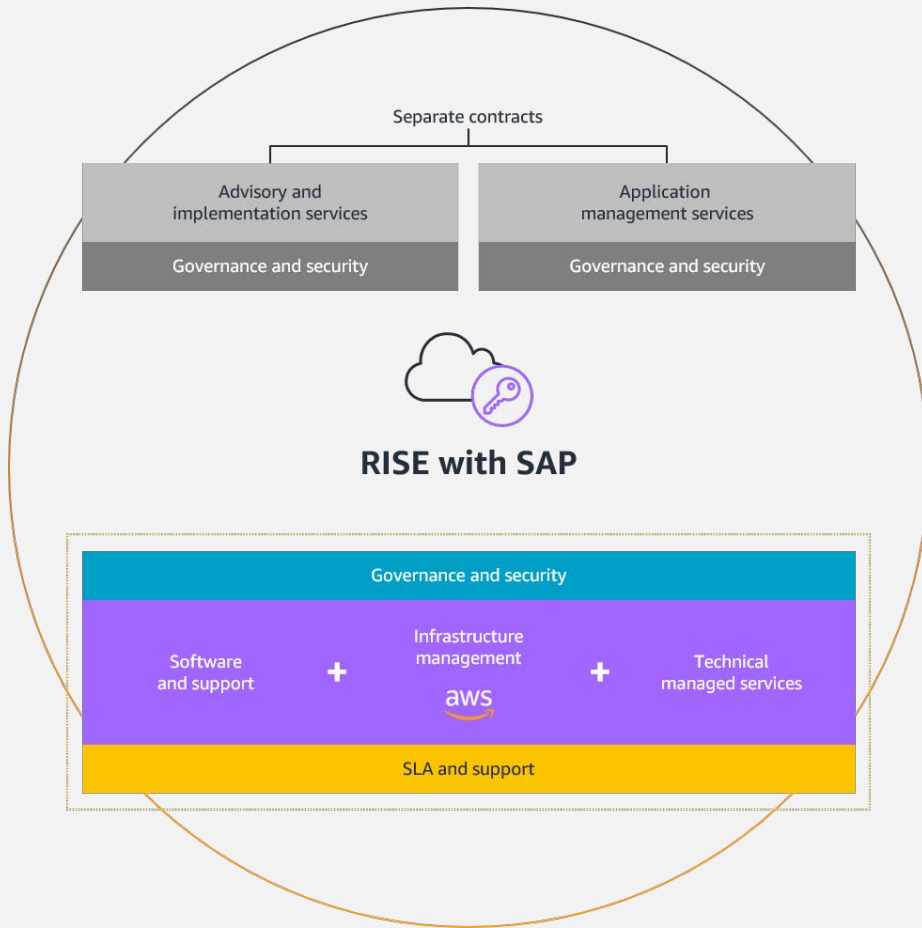 Separate contracts
Advisory and
implementation services
Governance and security
Application
management services
Governance and security
RISE with SAP
Governance and security
Software
and support
+
Infrastructure
management
aws
+
Technical
managed services
SLA and support